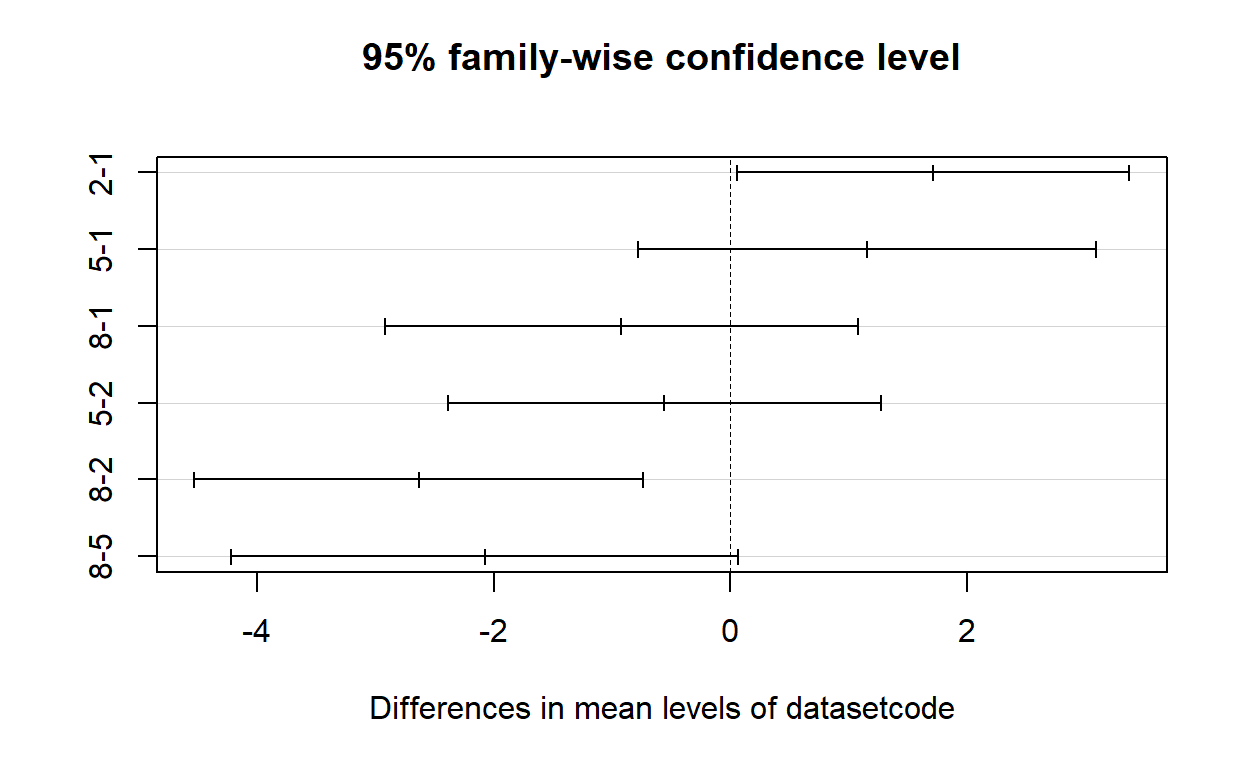 95% family-wise confidence level
2-1
5-1
8-1
5-2
8-2
8-5
-4 -2 0 2
Differences in mean levels of datasetcode